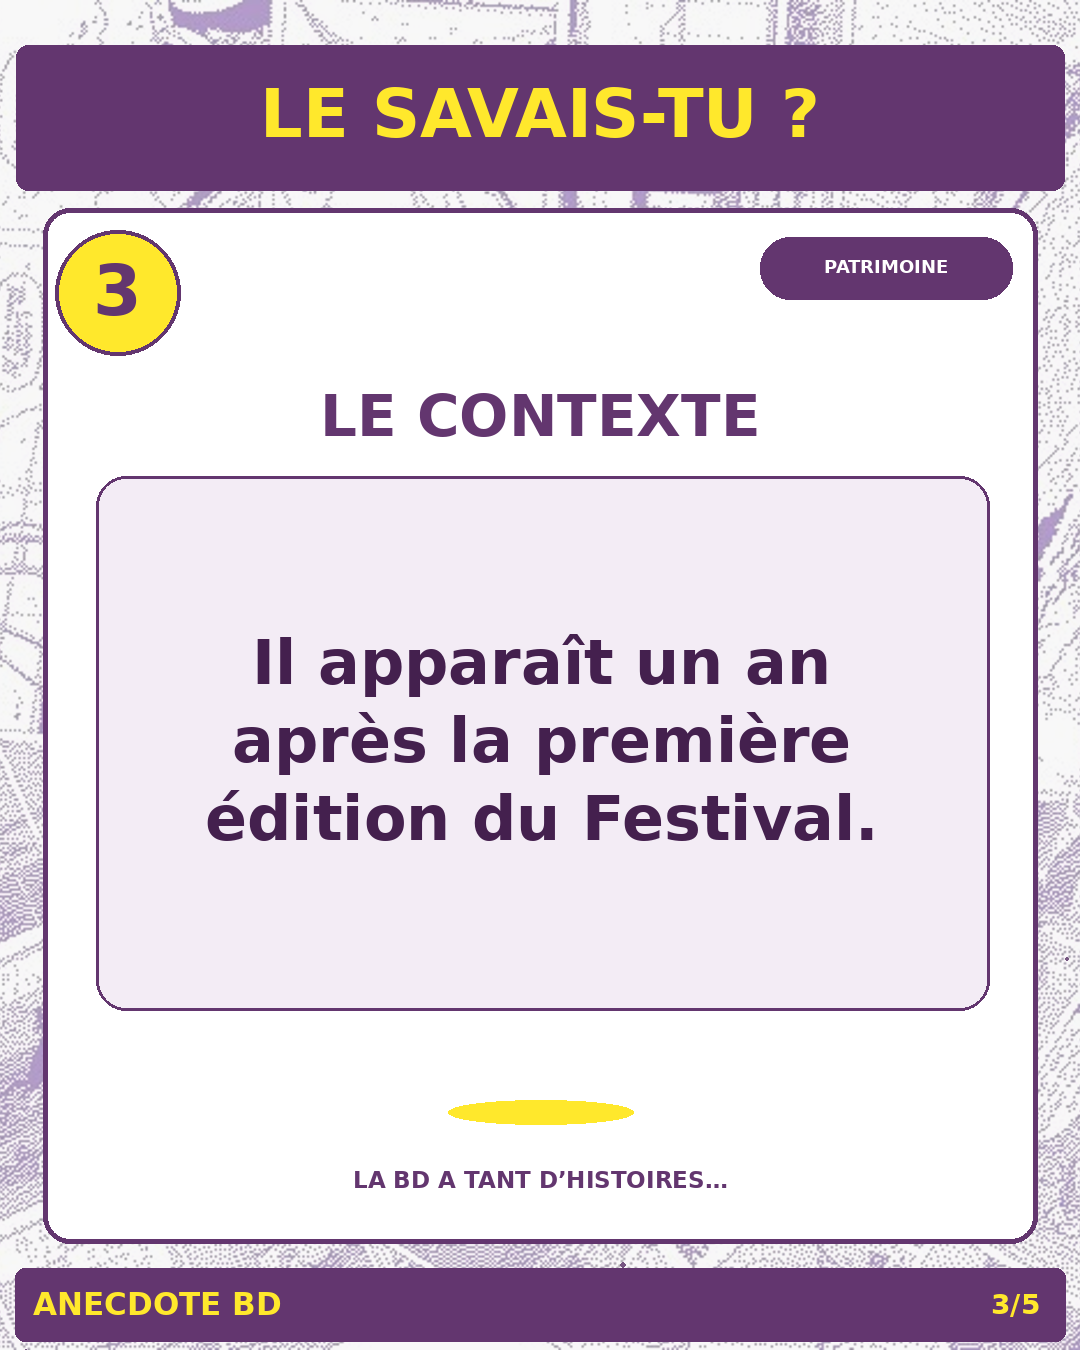 LE SAVAIS-TU ?
3
PATRIMOINE
LE CONTEXTE
Il apparaît un an
après la première
édition du Festival.
LA BD A TANT D’HISTOIRES…
ANECDOTE BD
3/5